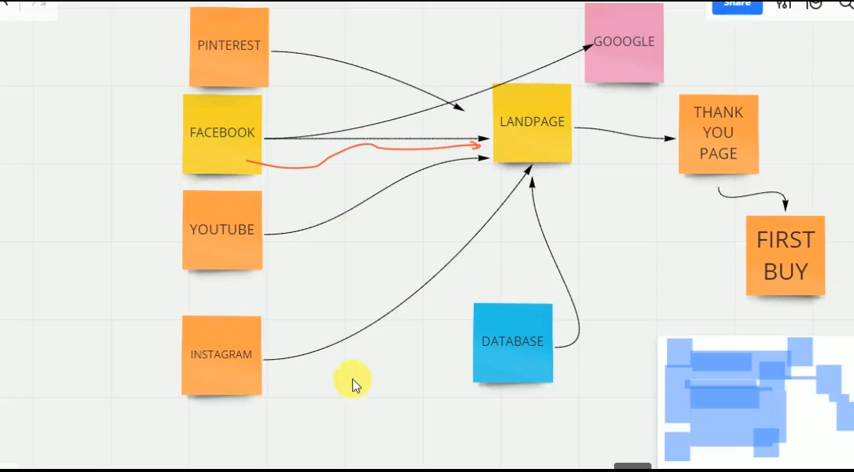 Share
PINTEREST
GOOOGLE
FACEBOOK
LANDPAGE
THANK
YOU
PAGE
YOUTUBE
FIRST
BUY
DATABASE
INSTAGRAM